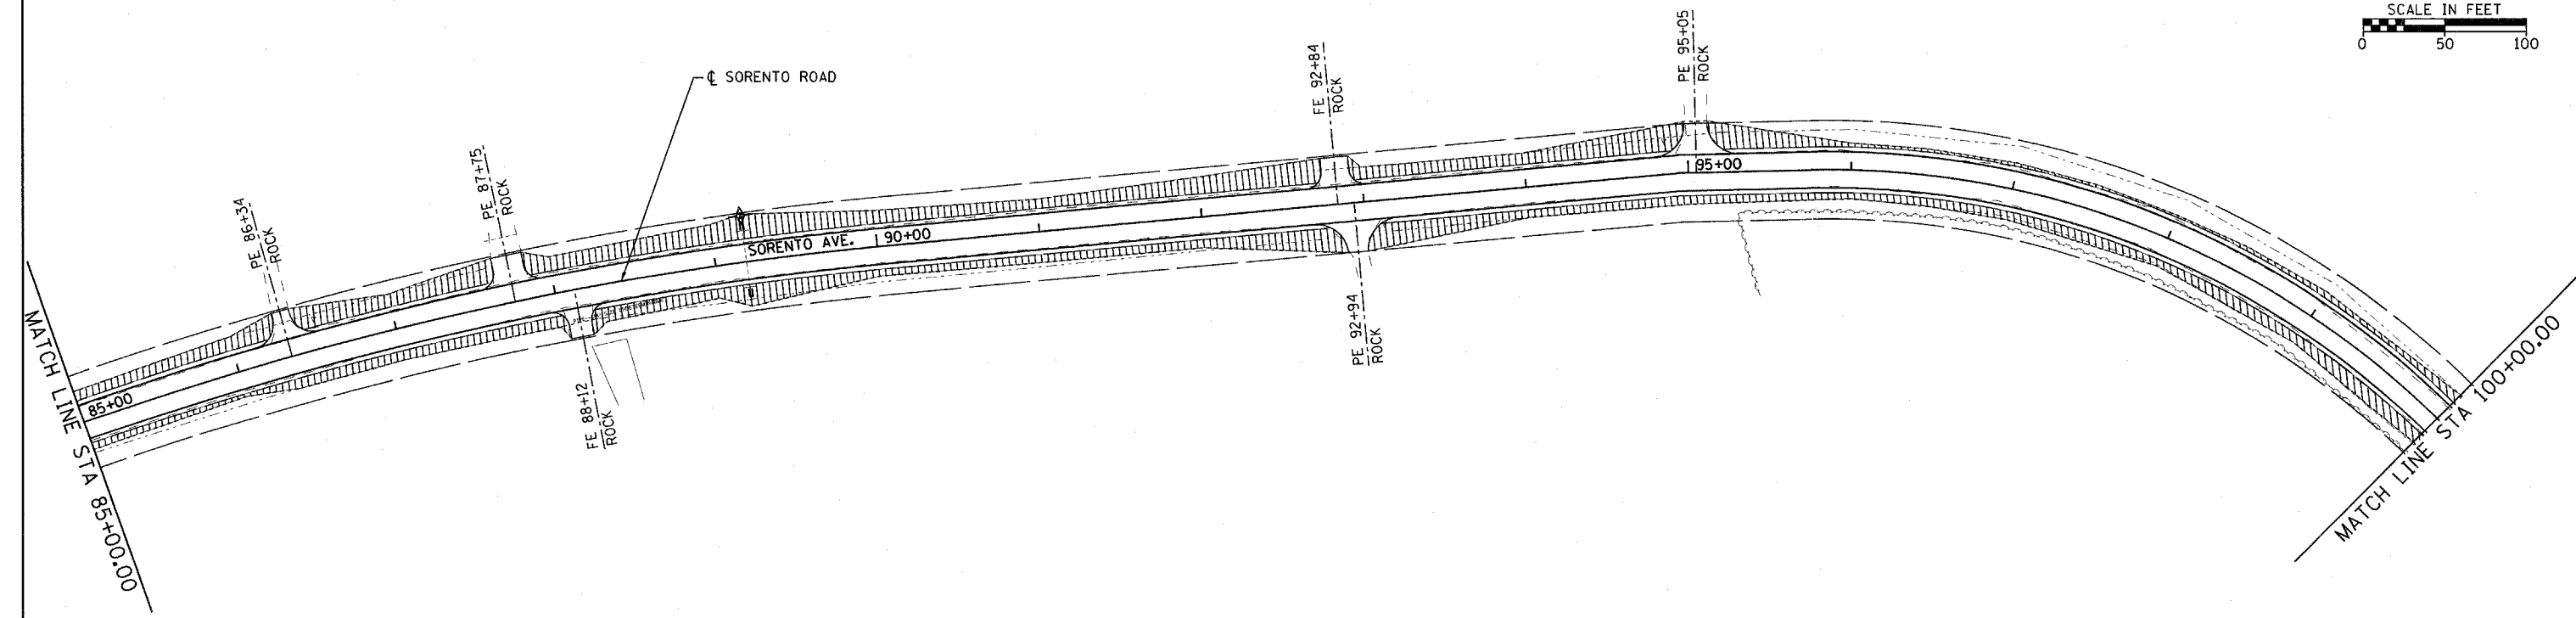 SCALE IN FEET
0 50 100
℄ SORENTO ROAD
PE 86+34
ROCK
PE 87+75
ROCK
FE 92+84
ROCK
PE 95+05
ROCK
95+00
SORENTO AVE. 90+00
85+00
FE 88+12
ROCK
PE 92+94
ROCK
MATCH LINE STA 85+00.00
MATCH LINE STA 100+00.00